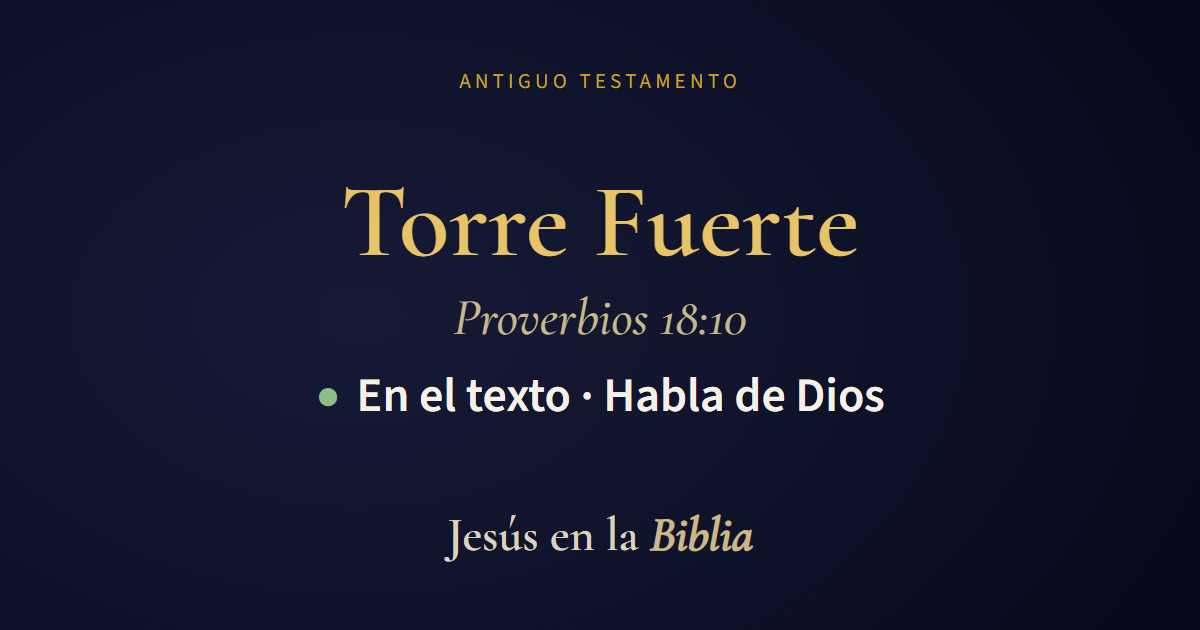 ANTIGUO TESTAMENTO
Torre Fuerte
Proverbios 18:10
En el texto · Habla de Dios
Jesús en la Biblia